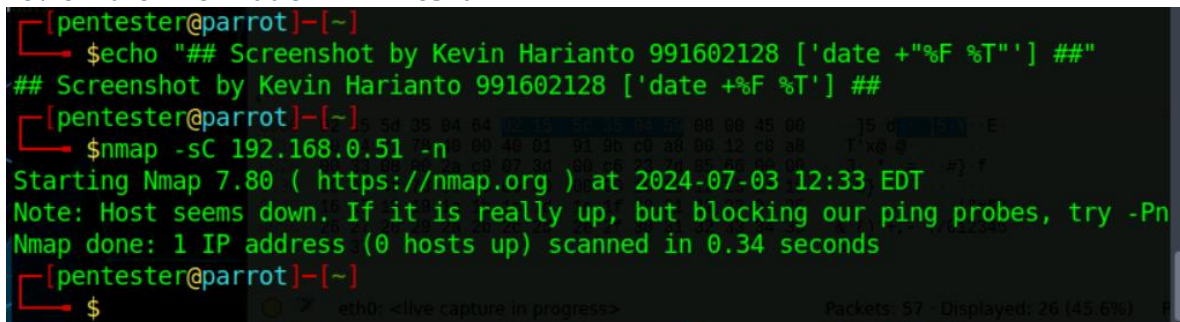 [pentester@parrot]-[~]
$echo "## Screenshot by Kevin Harianto 991602128 ['date +"%F %T"'] ##"
## Screenshot by Kevin Harianto 991602128 ['date +%F %T'] ##
[pentester@parrot]-[~]
$nmap -sC 192.168.0.51 -n
Starting Nmap 7.80 ( https://nmap.org ) at 2024-07-03 12:33 EDT
Note: Host seems down. If it is really up, but blocking our ping probes, try -Pn
Nmap done: 1 IP address (0 hosts up) scanned in 0.34 seconds
[pentester@parrot]-[~]
$
eth0: <live capture in progress> Packets: 57 · Displayed: 26 (45.6%)